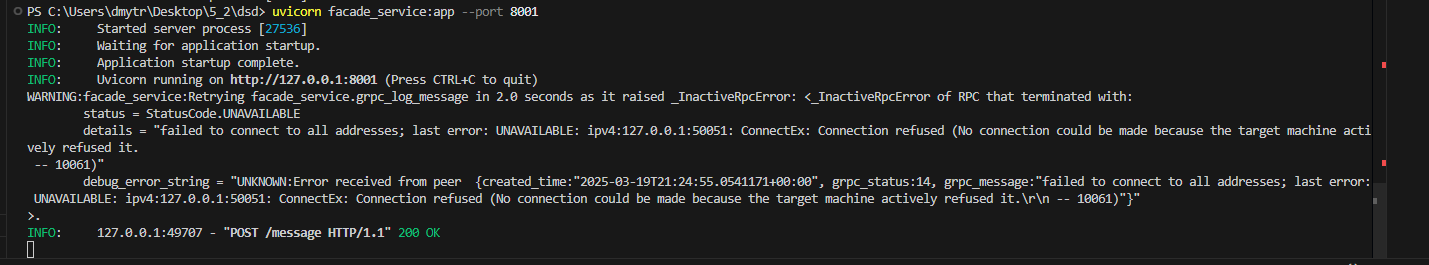 PS C:\Users\dmytr\Desktop\5_2\dsd> uvicorn facade_service:app --port 8001
INFO:     Started server process [27536]
INFO:     Waiting for application startup.
INFO:     Application startup complete.
INFO:     Uvicorn running on http://127.0.0.1:8001 (Press CTRL+C to quit)
WARNING:facade_service:Retrying facade_service.grpc_log_message in 2.0 seconds as it raised _InactiveRpcError: <_InactiveRpcError of RPC that terminated with:
        status = StatusCode.UNAVAILABLE
        details = "failed to connect to all addresses; last error: UNAVAILABLE: ipv4:127.0.0.1:50051: ConnectEx: Connection refused (No connection could be made because the target machine acti
vely refused it.
 -- 10061)"
        debug_error_string = "UNKNOWN:Error received from peer  {created_time:"2025-03-19T21:24:55.0541171+00:00", grpc_status:14, grpc_message:"failed to connect to all addresses; last error:
 UNAVAILABLE: ipv4:127.0.0.1:50051: ConnectEx: Connection refused (No connection could be made because the target machine actively refused it.\r\n -- 10061)"}"
>.
INFO:     127.0.0.1:49707 - "POST /message HTTP/1.1" 200 OK